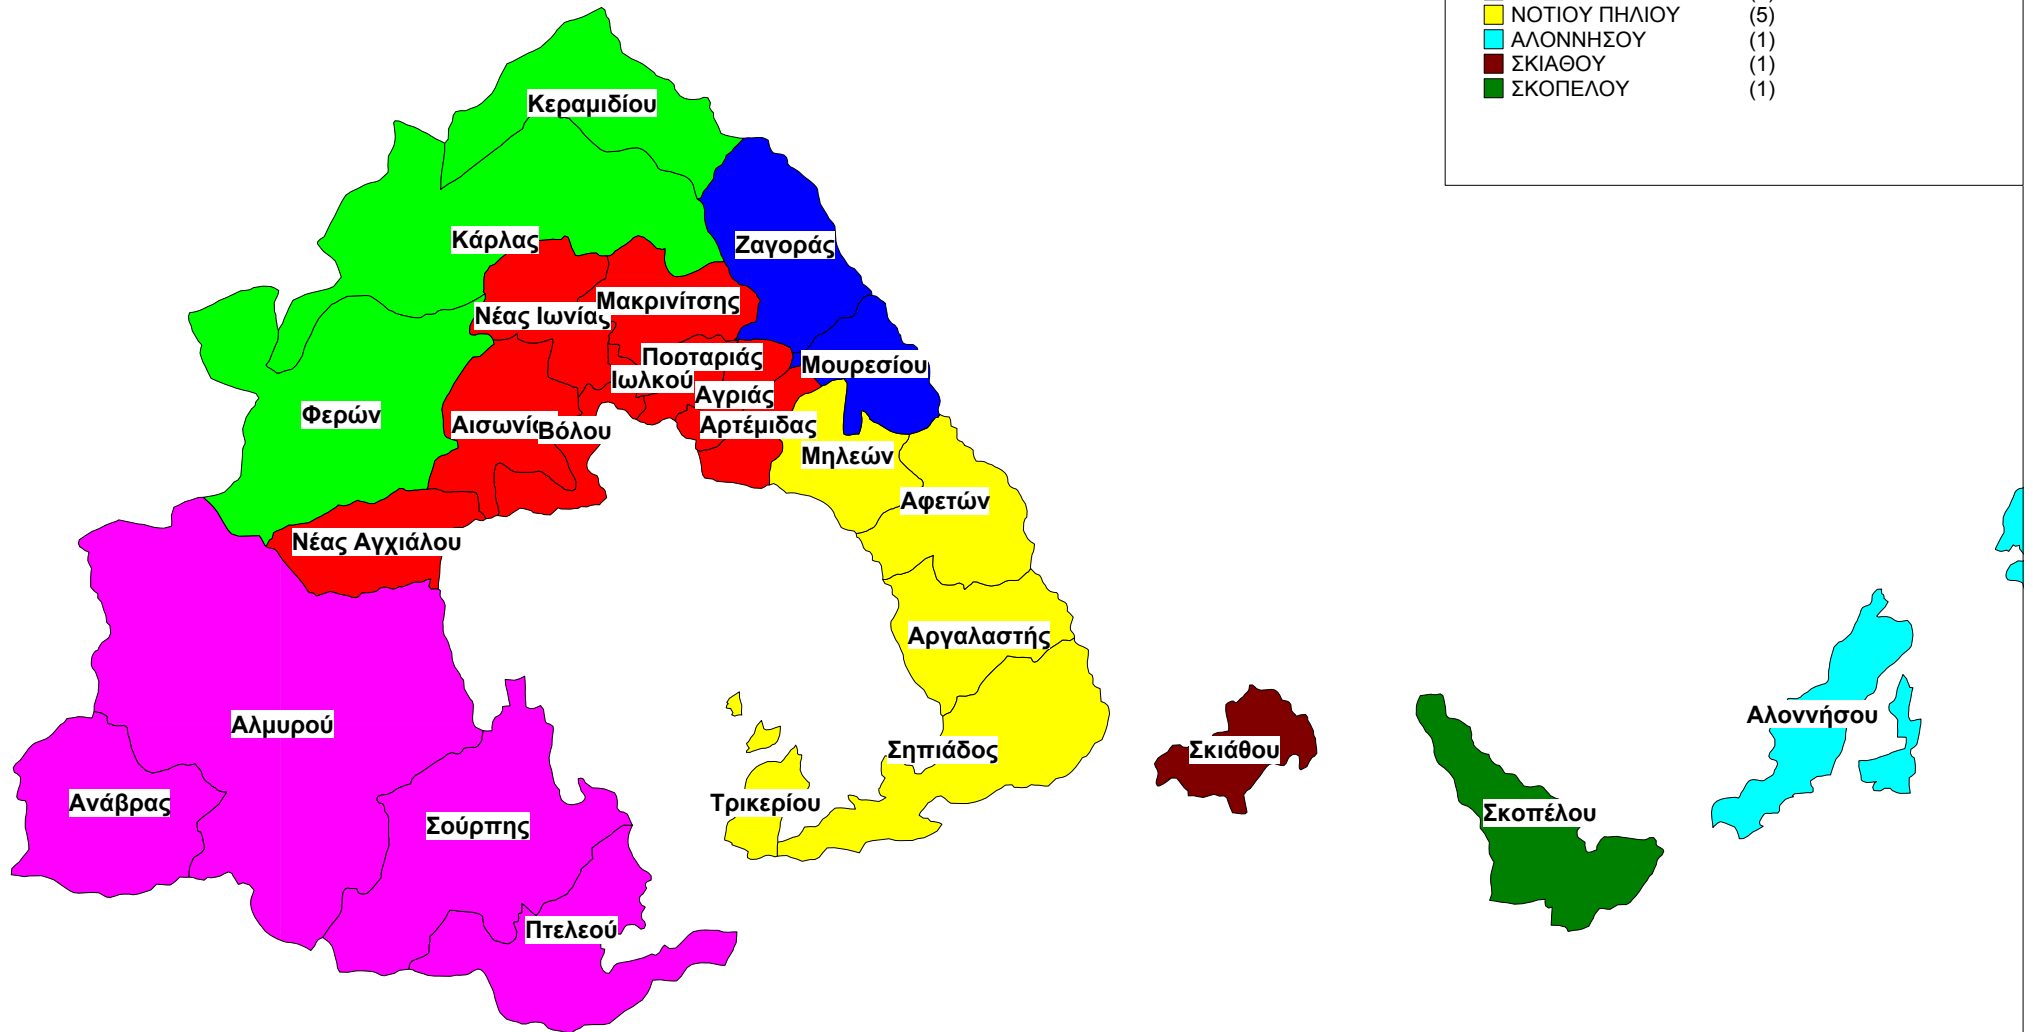 ΝΟΤΙΟΥ ΠΗΛΙΟΥ (5)
ΑΛΟΝΝΗΣΟΥ (1)
ΣΚΙΑΘΟΥ (1)
ΣΚΟΠΕΛΟΥ (1)
Κεραμιδίου
Κάρλας
Ζαγοράς
Μακρινίτσης
Νέας Ιωνίας
Πορταριάς
Μουρεσίου
Ιωλκού
Αγριάς
Φερών
Αισωνία
Βόλου
Αρτέμιδας
Μηλεών
Αφετών
Νέας Αγχιάλου
Αργαλαστής
Αλμυρού
Σηπιάδος
Σκιάθου
Αλοννήσου
Ανάβρας
Τρικερίου
Σούρπης
Σκοπέλου
Πτελεού